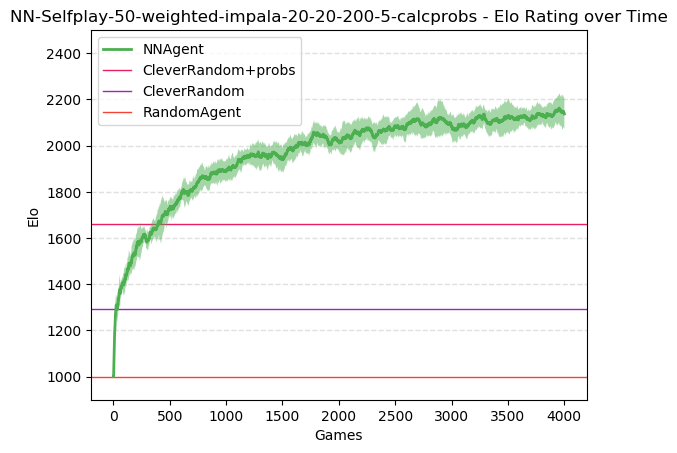 NN-Selfplay-50-weighted-impala-20-20-200-5-calcprobs - Elo Rating over Time
NNAgent
CleverRandom+probs
CleverRandom
RandomAgent
Elo
2400
2200
2000
1800
1600
1400
1200
1000
0 500 1000 1500 2000 2500 3000 3500 4000
Games